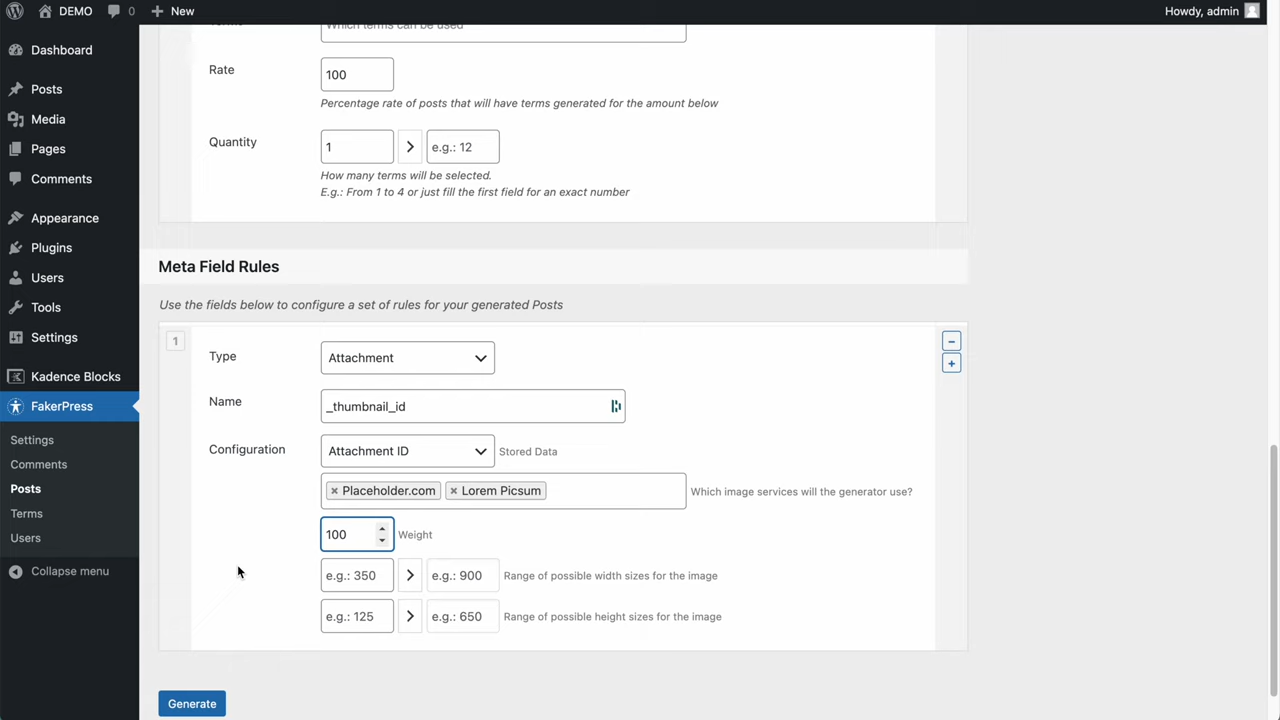 DEMO
0
New
Howdy, admin
Dashboard
Posts
Media
Pages
Comments
Appearance
Plugins
Users
Tools
Settings
Kadence Blocks
FakerPress
Settings
Comments
Posts
Terms
Users
Collapse menu
Which terms can be used
Rate
100
Percentage rate of posts that will have terms generated for the amount below
Quantity
1 > e.g.: 12
How many terms will be selected.
E.g.: From 1 to 4 or just fill the first field for an exact number
Meta Field Rules
Use the fields below to configure a set of rules for your generated Posts
1
Type
Attachment
Name
_thumbnail_id
Configuration
Attachment ID
Stored Data
× Placeholder.com × Lorem Picsum
Which image services will the generator use?
100
Weight
e.g.: 350 > e.g.: 900
Range of possible width sizes for the image
e.g.: 125 > e.g.: 650
Range of possible height sizes for the image
Generate